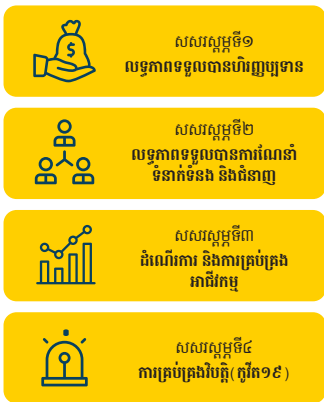 សសរស្តម្ភទី១
លទ្ធភាពទទួលបានហិរញ្ញប្បទាន
សសរស្តម្ភទី២
លទ្ធភាពទទួលបានការណែនាំ
ទំនាក់ទំនង និងជំនាញ
សសរស្តម្ភទី៣
ដំណើរការ និងការគ្រប់គ្រង
អាជីវកម្ម
សសរស្តម្ភទី៤
ការគ្រប់គ្រងវិបត្តិ(កូវីត១៩)